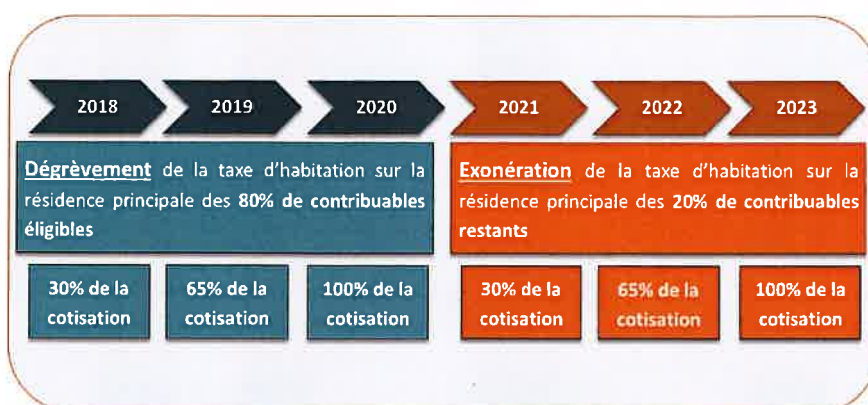 2018 2019 2020 2021 2022 2023
Dégrèvement de la taxe d'habitation sur la
résidence principale des 80% de contribuables
éligibles
Exonération de la taxe d'habitation sur la
résidence principale des 20% de contribuables
restants
30% de la
cotisation
65% de la
cotisation
100% de la
cotisation
30% de la
cotisation
65% de la
cotisation
100% de la
cotisation